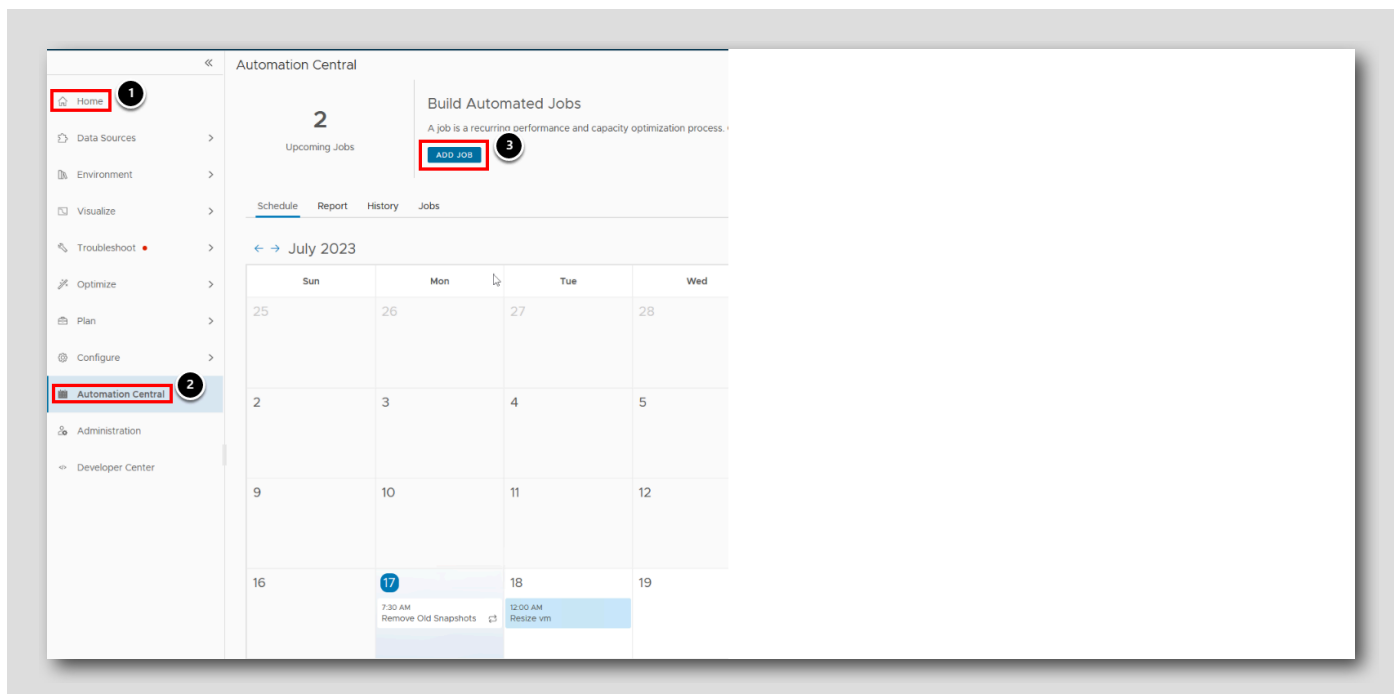 «
Home
1
Data Sources
Environment
Visualize
Troubleshoot
Optimize
Plan
Configure
Automation Central
2
Administration
Developer Center
Automation Central
2
Upcoming Jobs
Build Automated Jobs
A job is a recurring performance and capacity optimization process.
ADD JOB
3
Schedule Report History Jobs
← → July 2023
Sun Mon Tue Wed
25 26 27 28
2 3 4 5
9 10 11 12
16 17 18 19
7:30 AM 12:00 AM
Remove Old Snapshots Resize vm